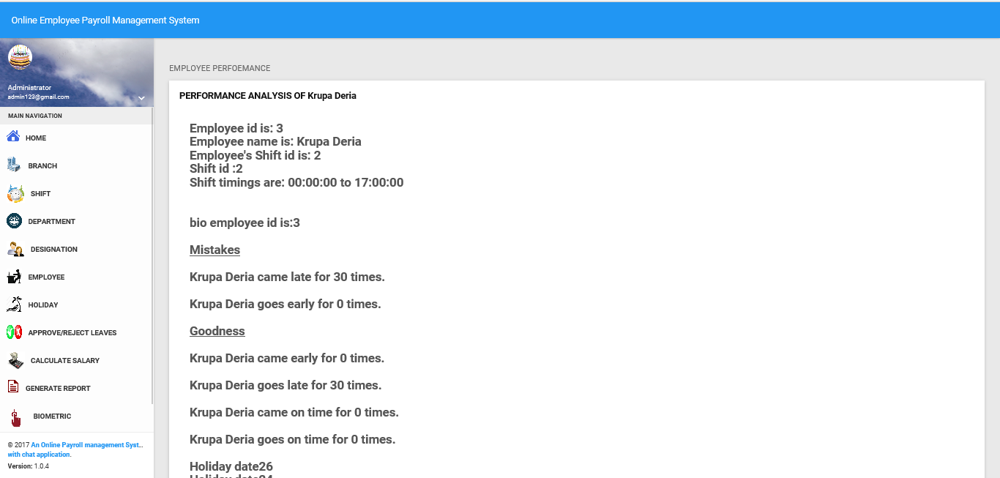 Online Employee Payroll Management System
Administrator
admin123@gmail.com
MAIN NAVIGATION
HOME
BRANCH
SHIFT
DEPARTMENT
DESIGNATION
EMPLOYEE
HOLIDAY
APPROVE/REJECT LEAVES
CALCULATE SALARY
GENERATE REPORT
BIOMETRIC
© 2017 An Online Payroll management Syst...
with chat application.
Version: 1.0.4
EMPLOYEE PERFOEMANCE
PERFORMANCE ANALYSIS OF Krupa Deria
Employee id is: 3
Employee name is: Krupa Deria
Employee's Shift id is: 2
Shift id :2
Shift timings are: 00:00:00 to 17:00:00
bio employee id is:3
Mistakes
Krupa Deria came late for 30 times.
Krupa Deria goes early for 0 times.
Goodness
Krupa Deria came early for 0 times.
Krupa Deria goes late for 30 times.
Krupa Deria came on time for 0 times.
Krupa Deria goes on time for 0 times.
Holiday date26
Holiday date24